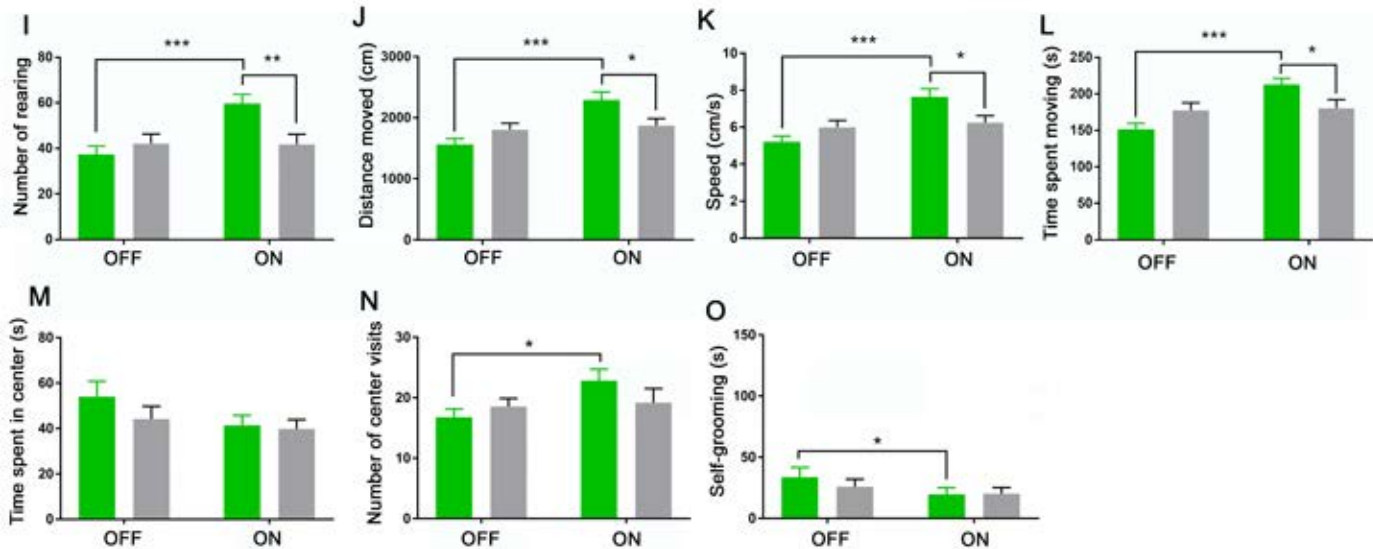 I
Number of rearing
80
60
40
20
0
***
**
OFF ON
J
Distance moved (cm)
3000
2000
1000
0
***
*
OFF ON
K
Speed (cm/s)
10
8
6
4
2
0
***
*
OFF ON
L
Time spent moving (s)
250
200
150
100
50
0
***
*
OFF ON
M
Time spent in center (s)
80
60
40
20
0
OFF ON
N
Number of center visits
30
20
10
0
*
OFF ON
O
Self-grooming (s)
150
100
50
0
*
OFF ON